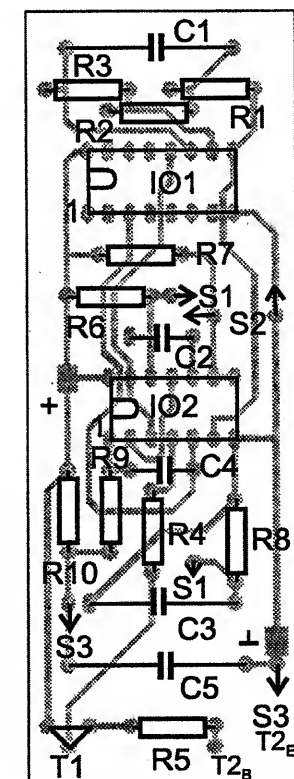 C1
R3
R2
R1
IO1
1
R7
S1
R6
S2
C2
+
IO2
1
R9
C4
R10
R4
R8
S1
S3
C3
⊥
C5
S3
T2E
T1
R5
T2B